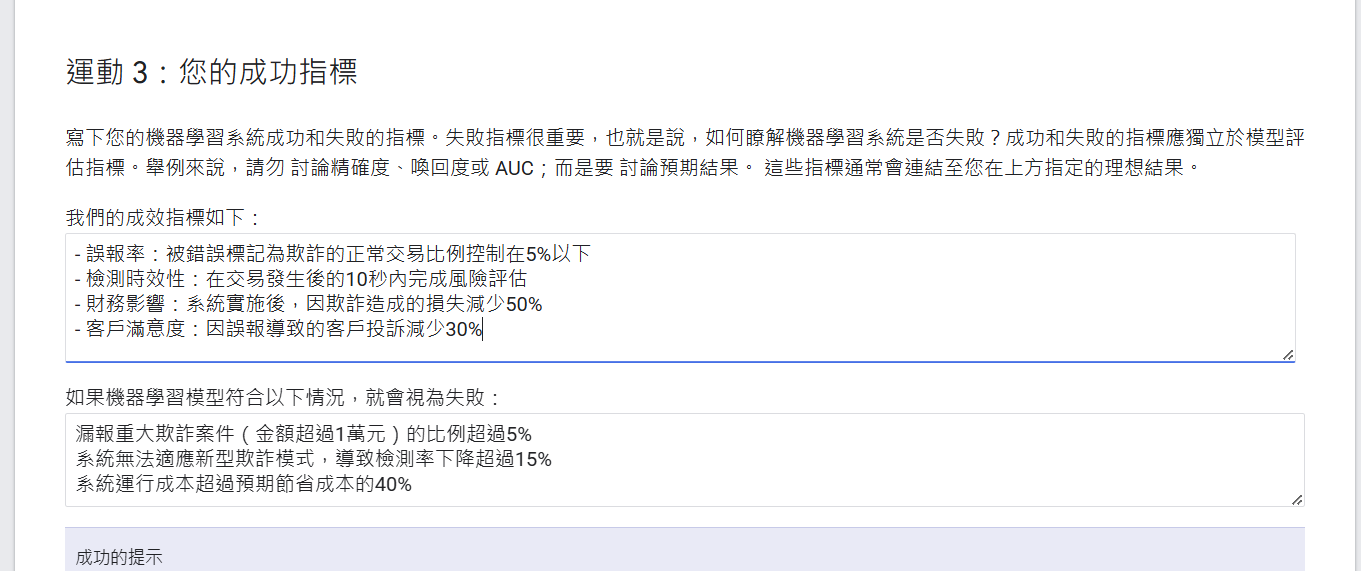 運動 3：您的成功指標
寫下您的機器學習系統成功和失敗的指標。失敗指標很重要，也就是說，如何瞭解機器學習系統是否失敗？成功和失敗的指標應獨立於模型評
估指標。舉例來說，請勿 討論精確度、喚回度或 AUC；而是要 討論預期結果。 這些指標通常會連結至您在上方指定的理想結果。
我們的成效指標如下：
- 誤報率：被錯誤標記為欺詐的正常交易比例控制在5%以下
- 檢測時效性：在交易發生後的10秒內完成風險評估
- 財務影響：系統實施後，因欺詐造成的損失減少50%
- 客戶滿意度：因誤報導致的客戶投訴減少30%
如果機器學習模型符合以下情況，就會視為失敗：
漏報重大欺詐案件（金額超過1萬元）的比例超過5%
系統無法適應新型欺詐模式，導致檢測率下降超過15%
系統運行成本超過預期節省成本的40%
成功的提示